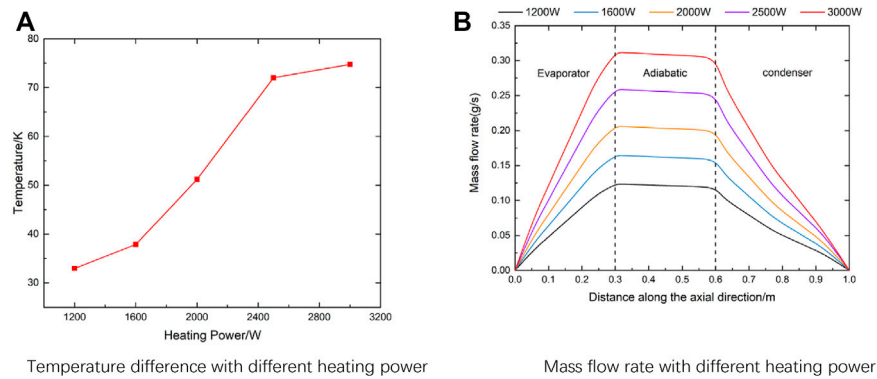 A
80
70
60
50
40
30
Temperature/K
1200 1600 2000 2400 2800 3200
Heating Power/W
Temperature difference with different heating power
B
1200W 1600W 2000W 2500W 3000W
0.35
0.30
0.25
0.20
0.15
0.10
0.05
0.00
Mass flow rate(g/s)
Evaporator Adiabatic condenser
0.0 0.1 0.2 0.3 0.4 0.5 0.6 0.7 0.8 0.9 1.0
Distance along the axial direction/m
Mass flow rate with different heating power